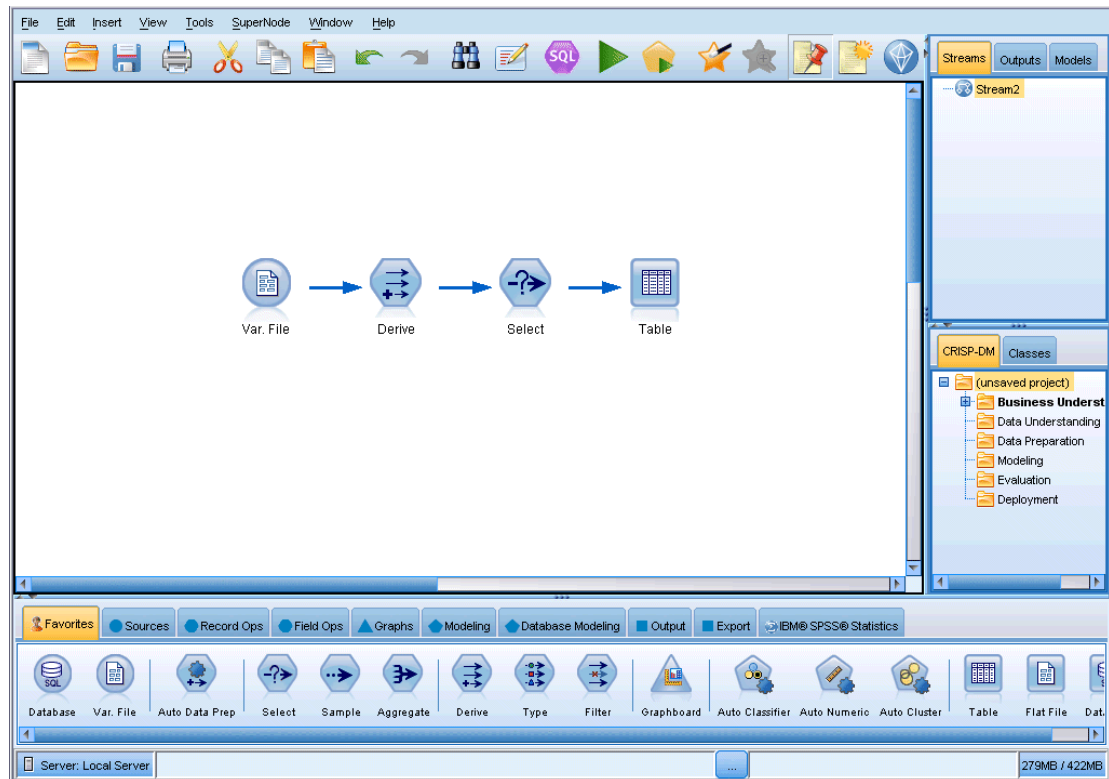 File Edit Insert View Tools SuperNode Window Help
SQL
Streams Outputs Models
Stream2
Var. File Derive Select Table
CRISP-DM Classes
(unsaved project)
Business Underst
Data Understanding
Data Preparation
Modeling
Evaluation
Deployment
Favorites Sources Record Ops Field Ops Graphs Modeling Database Modeling Output Export IBM® SPSS® Statistics
SQL
Database Var. File Auto Data Prep Select Sample Aggregate Derive Type Filter Graphboard Auto Classifier Auto Numeric Auto Cluster Table Flat File Dat
Server: Local Server ... 279MB / 422MB